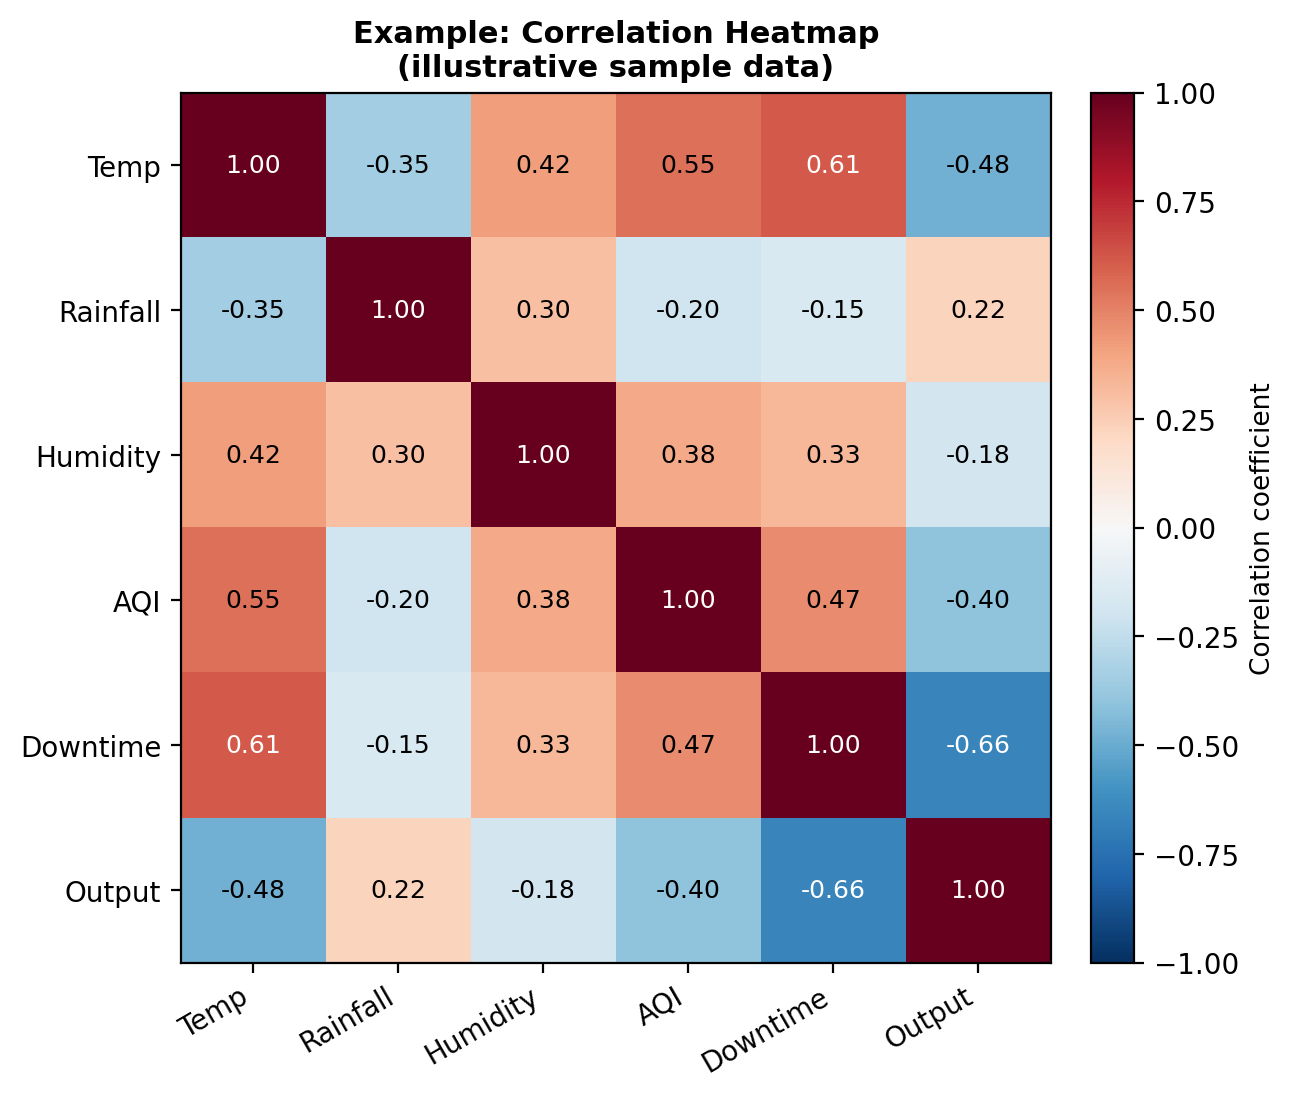 Example: Correlation Heatmap
(illustrative sample data)
Temp 1.00 -0.35 0.42 0.55 0.61 -0.48
Rainfall -0.35 1.00 0.30 -0.20 -0.15 0.22
Humidity 0.42 0.30 1.00 0.38 0.33 -0.18
AQI 0.55 -0.20 0.38 1.00 0.47 -0.40
Downtime 0.61 -0.15 0.33 0.47 1.00 -0.66
Output -0.48 0.22 -0.18 -0.40 -0.66 1.00
Temp Rainfall Humidity AQI Downtime Output
1.00
0.75
0.50
0.25
0.00
−0.25
−0.50
−0.75
−1.00
Correlation coefficient